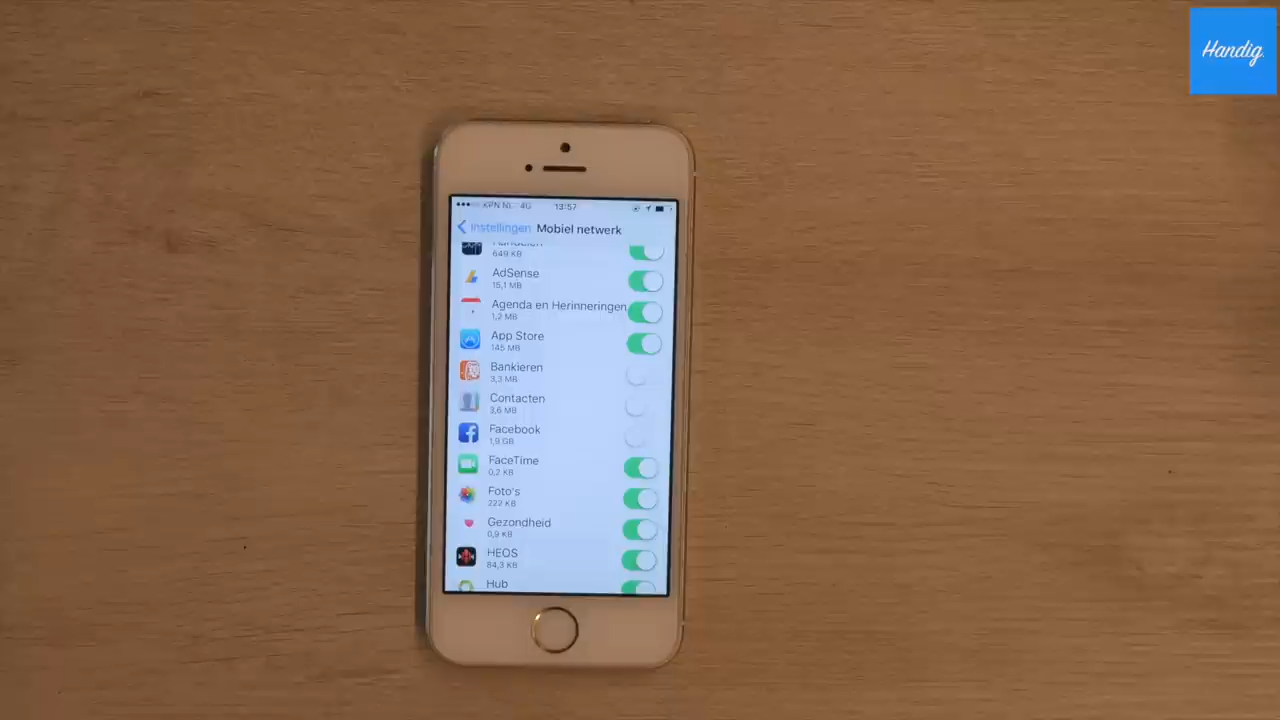 Handig.
KPN NL 4G 13:57
Instellingen Mobiel netwerk
649 KB
AdSense
15,1 MB
Agenda en Herinneringen
1,2 MB
App Store
145 MB
Bankieren
3,3 MB
Contacten
3,6 MB
Facebook
1,9 GB
FaceTime
0,2 KB
Foto's
222 KB
Gezondheid
0,9 KB
HEOS
84,3 KB
Hub